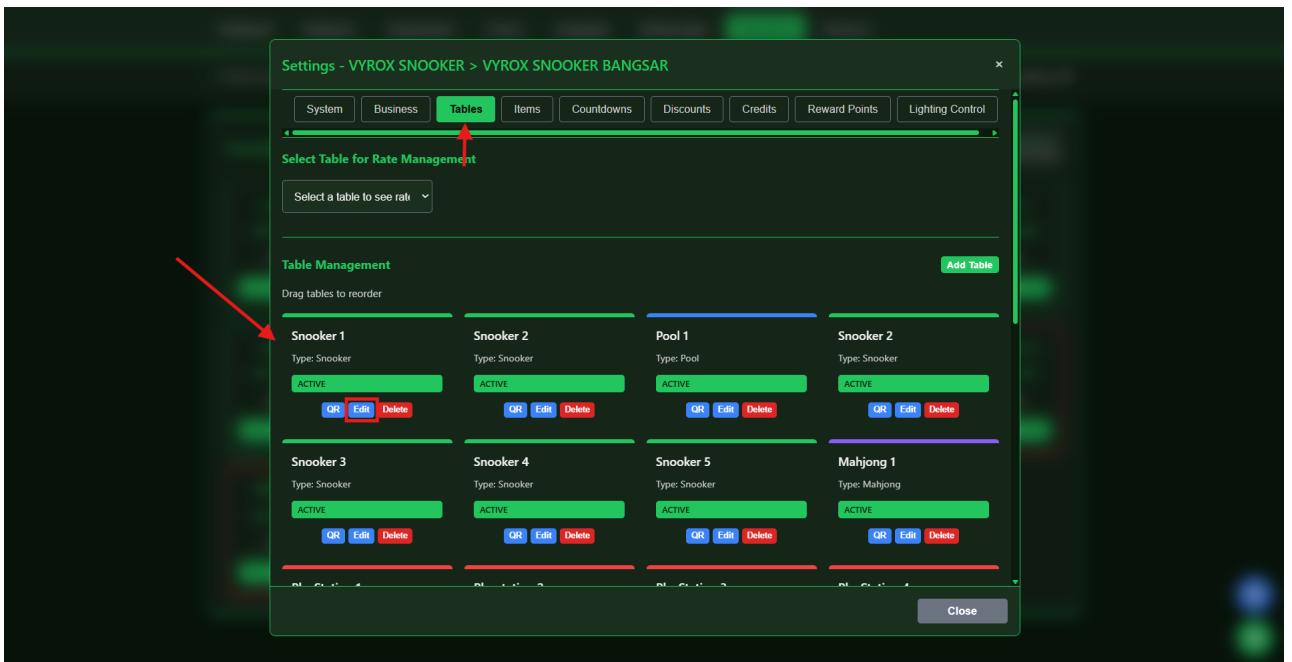 Settings - VYROX SNOOKER > VYROX SNOOKER BANGSAR ×
System Business Tables Items Countdowns Discounts Credits Reward Points Lighting Control
Select Table for Rate Management
Select a table to see rate
Table Management Add Table
Drag tables to reorder
Snooker 1 Snooker 2 Pool 1 Snooker 2
Type: Snooker Type: Snooker Type: Pool Type: Snooker
ACTIVE ACTIVE ACTIVE ACTIVE
QR Edit Delete QR Edit Delete QR Edit Delete QR Edit Delete
Snooker 3 Snooker 4 Snooker 5 Mahjong 1
Type: Snooker Type: Snooker Type: Snooker Type: Mahjong
ACTIVE ACTIVE ACTIVE ACTIVE
QR Edit Delete QR Edit Delete QR Edit Delete QR Edit Delete
Close